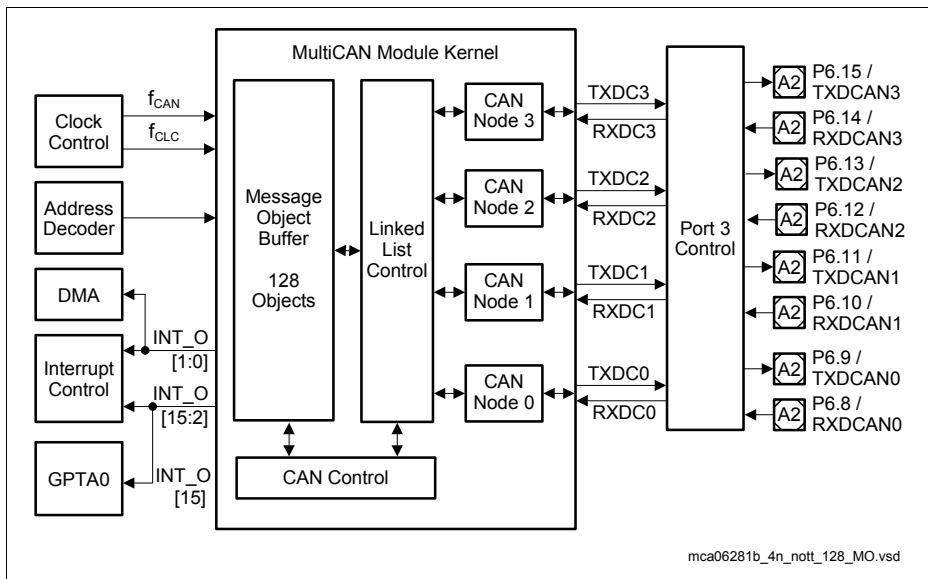 MultiCAN Module Kernel
Clock
Control
f_CAN
f_CLC
Address
Decoder
DMA
Interrupt
Control
GPTA0
INT_O
[1:0]
INT_O
[15:2]
INT_O
[15]
Message
Object
Buffer
128
Objects
Linked
List
Control
CAN Control
CAN
Node 3
CAN
Node 2
CAN
Node 1
CAN
Node 0
TXDC3
RXDC3
TXDC2
RXDC2
TXDC1
RXDC1
TXDC0
RXDC0
Port 3
Control
A2
P6.15 /
TXDCAN3
A2
P6.14 /
RXDCAN3
A2
P6.13 /
TXDCAN2
A2
P6.12 /
RXDCAN2
A2
P6.11 /
TXDCAN1
A2
P6.10 /
RXDCAN1
A2
P6.9 /
TXDCAN0
A2
P6.8 /
RXDCAN0
mca06281b_4n_nott_128_MO.vsd